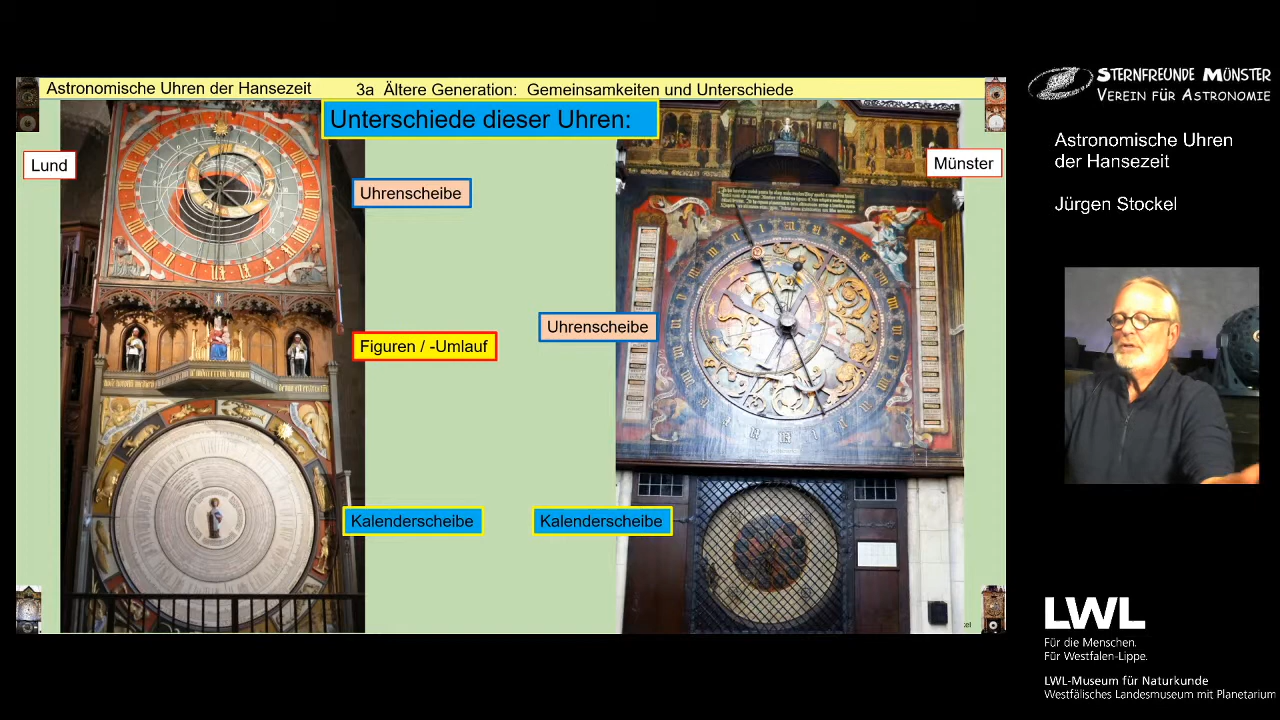 Astronomische Uhren der Hansezeit
3a Ältere Generation: Gemeinsamkeiten und Unterschiede
Unterschiede dieser Uhren:
Lund
Münster
Uhrenscheibe
Uhrenscheibe
Figuren / -Umlauf
Kalenderscheibe
Kalenderscheibe
STERNFREUNDE MÜNSTER
VEREIN FÜR ASTRONOMIE
Astronomische Uhren
der Hansezeit
Jürgen Stockel
LWL
Für die Menschen.
Für Westfalen-Lippe.
LWL-Museum für Naturkunde
Westfälisches Landesmuseum mit Planetarium